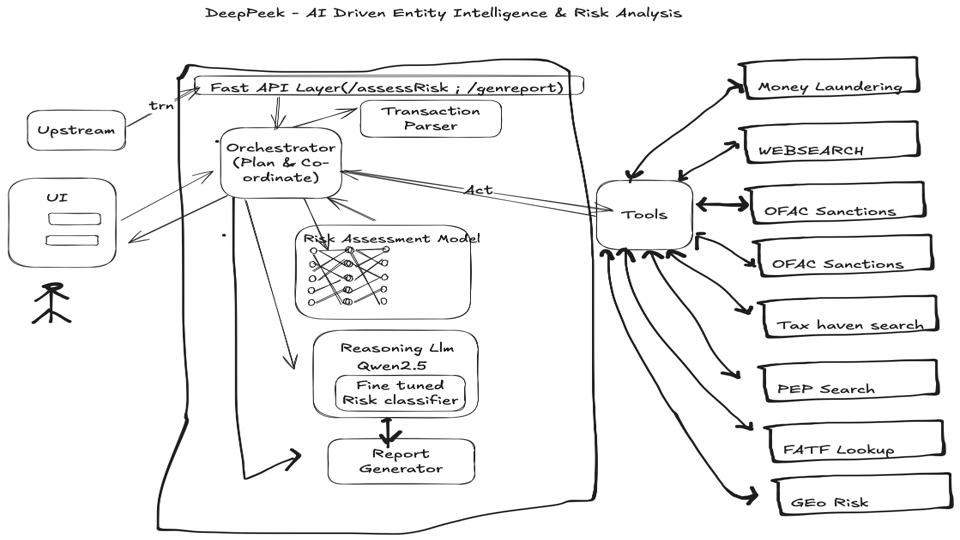 DeepPeek - AI Driven Entity Intelligence & Risk Analysis
Fast API Layer(/assessRisk ; /genreport)
trn
Upstream
Transaction
Parser
Orchestrator
(Plan & Co-
ordinate)
UI
Act
Tools
Risk Assessment Model
Reasoning Llm
Qwen2.5
Fine tuned
Risk classifier
Report
Generator
Money Laundering
WEBSEARCH
OFAC Sanctions
OFAC Sanctions
Tax haven search
PEP Search
FATF Lookup
GEo Risk